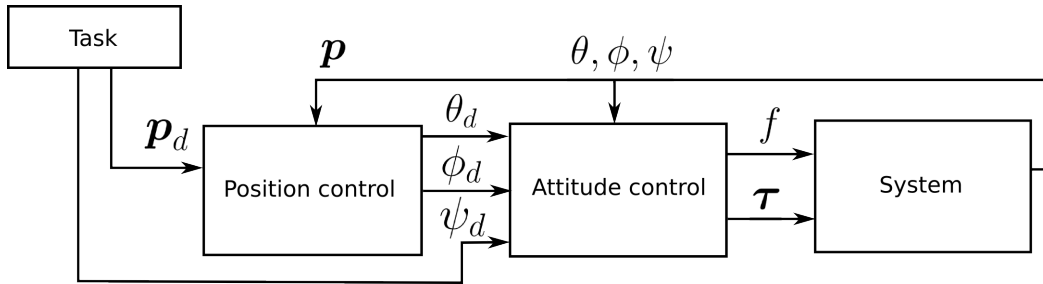 Task
p
θ, ϕ, ψ
p_d
Position control
θ_d
ϕ_d
ψ_d
Attitude control
f
τ
System